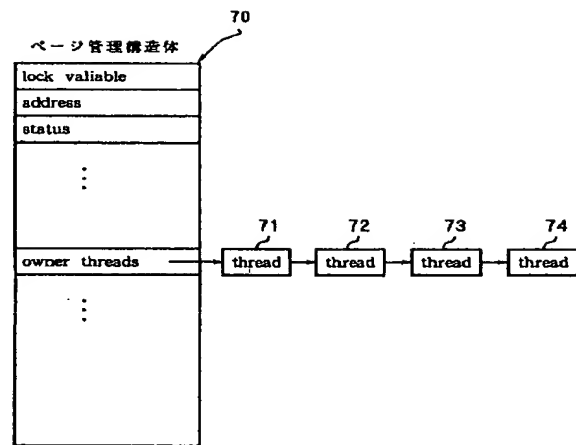 70
ページ管理構造体
lock valiable
address
status
71 72 73 74
owner threads thread thread thread thread